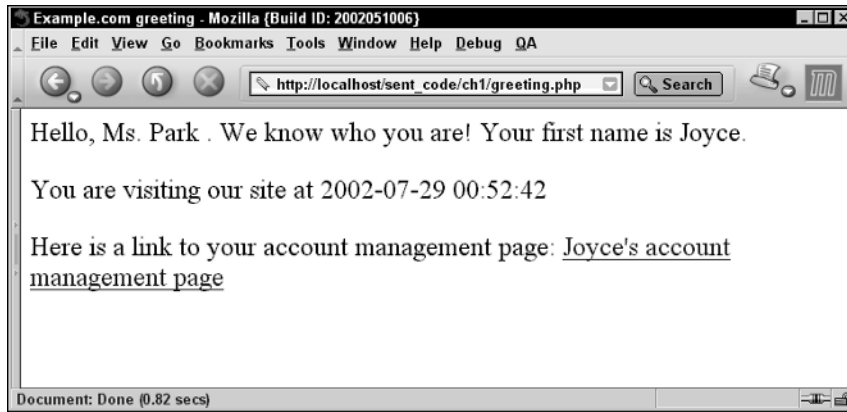 Example.com greeting - Mozilla {Build ID: 2002051006}
File Edit View Go Bookmarks Tools Window Help Debug QA
http://localhost/sent_code/ch1/greeting.php Search
Hello, Ms. Park . We know who you are! Your first name is Joyce.
You are visiting our site at 2002-07-29 00:52:42
Here is a link to your account management page: Joyce's account
management page
Document: Done (0.82 secs)